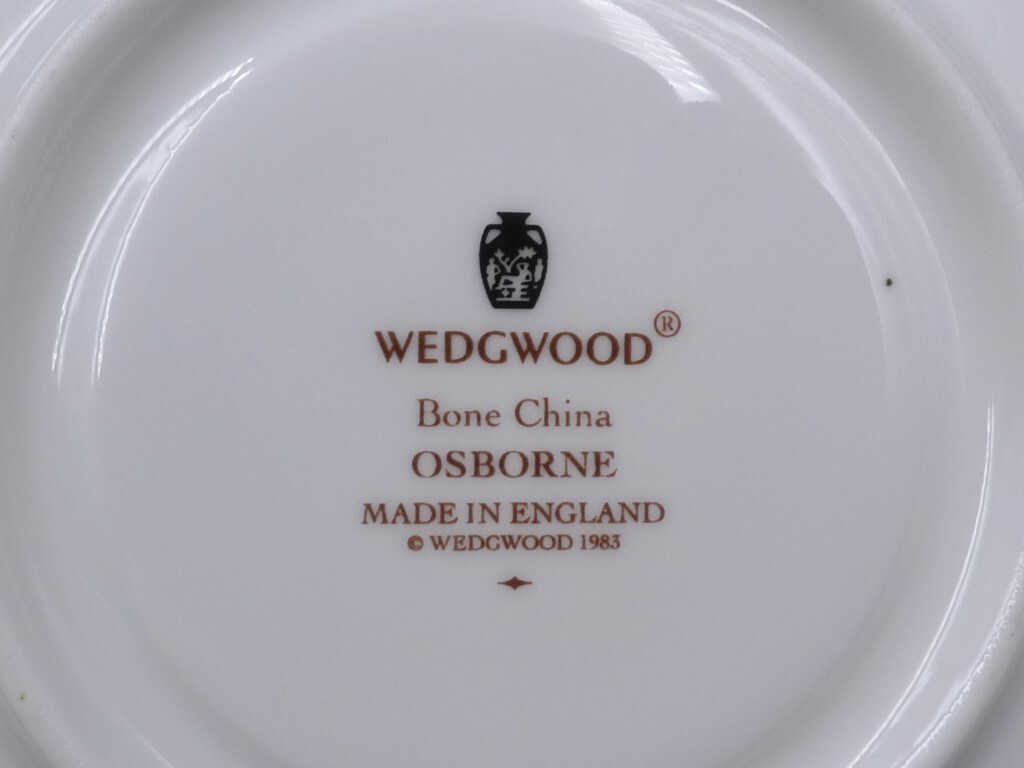 WEDGWOOD®
Bone China
OSBORNE
MADE IN ENGLAND
© WEDGWOOD 1983